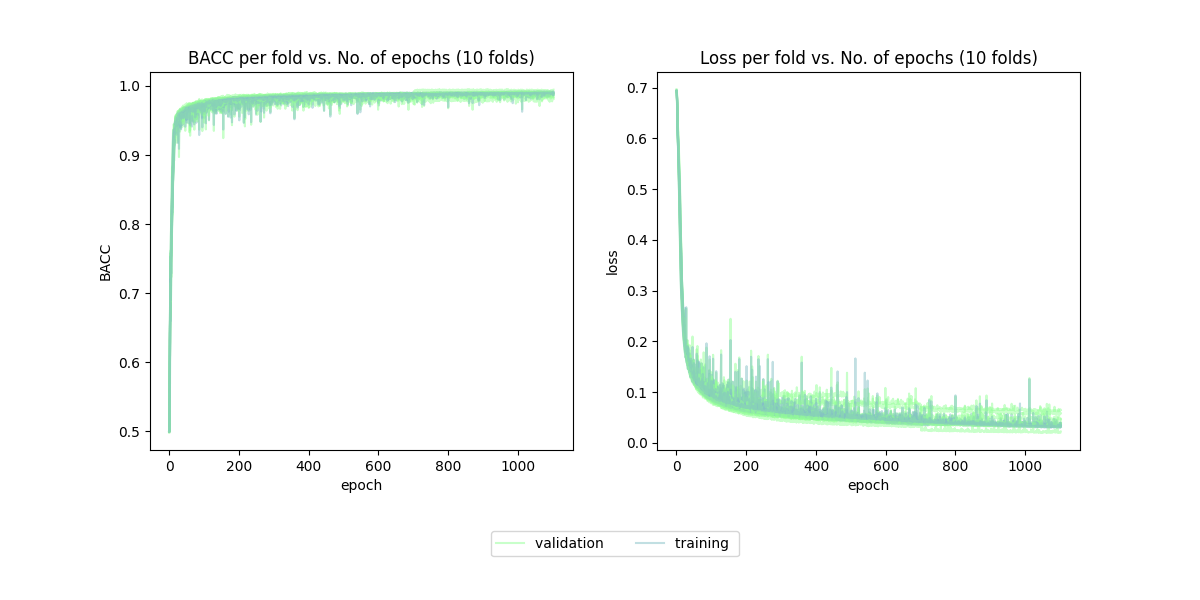 BACC per fold vs. No. of epochs (10 folds)
1.0
0.9
0.8
0.7
0.6
0.5
BACC
0 200 400 600 800 1000
epoch
Loss per fold vs. No. of epochs (10 folds)
0.7
0.6
0.5
0.4
0.3
0.2
0.1
0.0
loss
0 200 400 600 800 1000
epoch
validation training